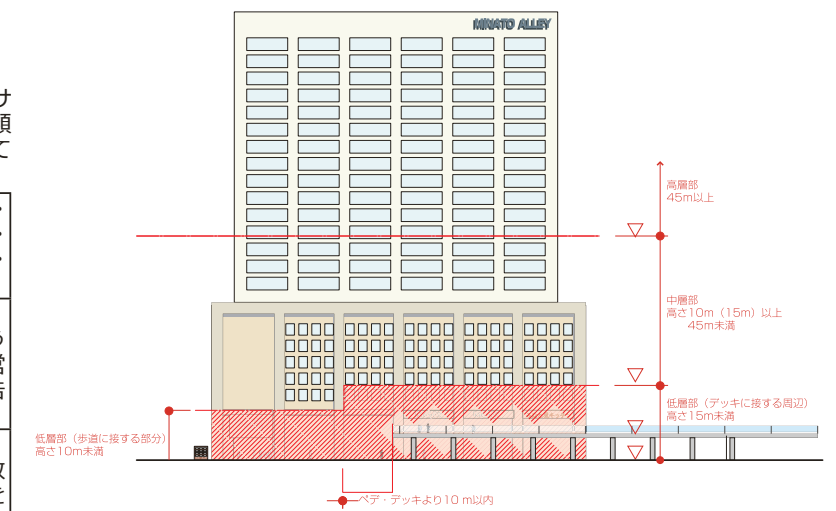 MINATO ALLEY
高層部
45m以上
中層部
高さ10m（15m）以上
45m未満
低層部（デッキに接する周辺）
高さ15m未満
低層部（歩道に接する部分）
高さ10m未満
ペデ・デッキより10 m以内